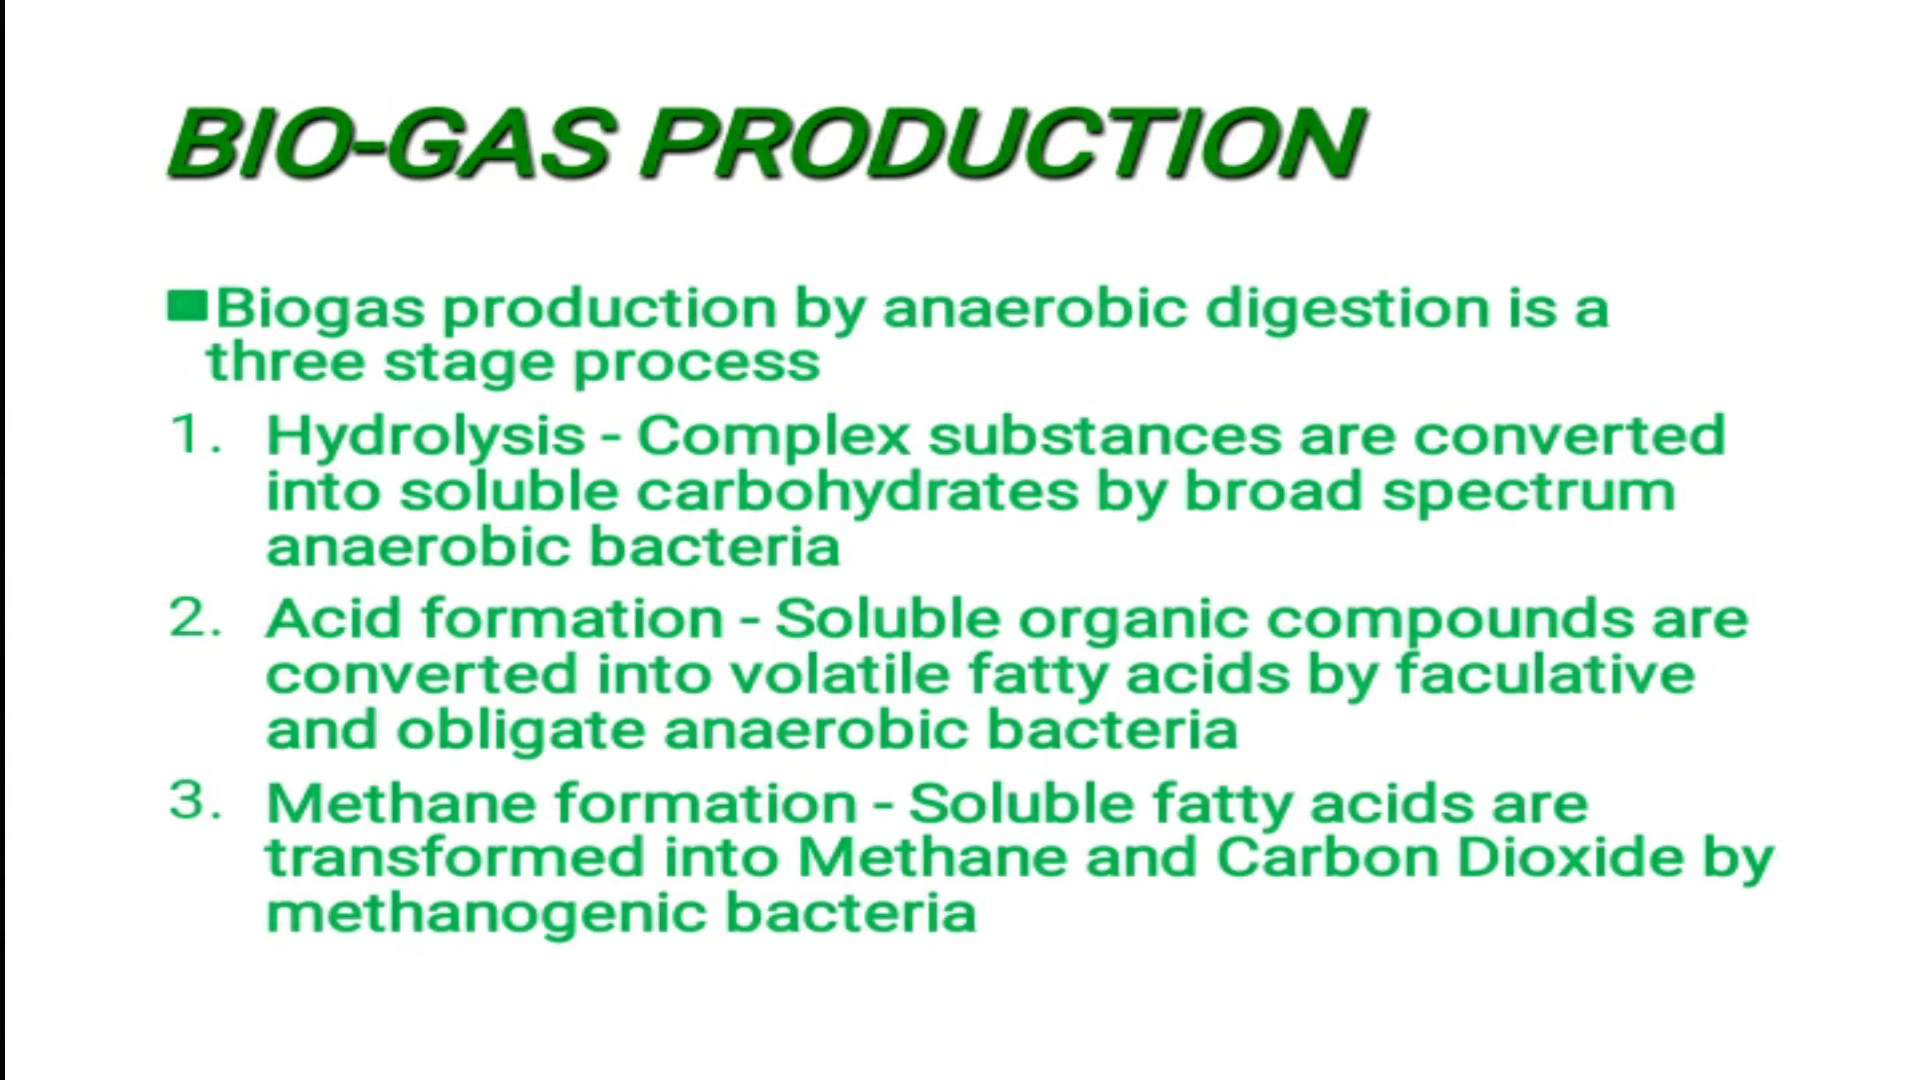 BIO-GAS PRODUCTION
Biogas production by anaerobic digestion is a
three stage process
1. Hydrolysis - Complex substances are converted
into soluble carbohydrates by broad spectrum
anaerobic bacteria
2. Acid formation - Soluble organic compounds are
converted into volatile fatty acids by faculative
and obligate anaerobic bacteria
3. Methane formation - Soluble fatty acids are
transformed into Methane and Carbon Dioxide by
methanogenic bacteria